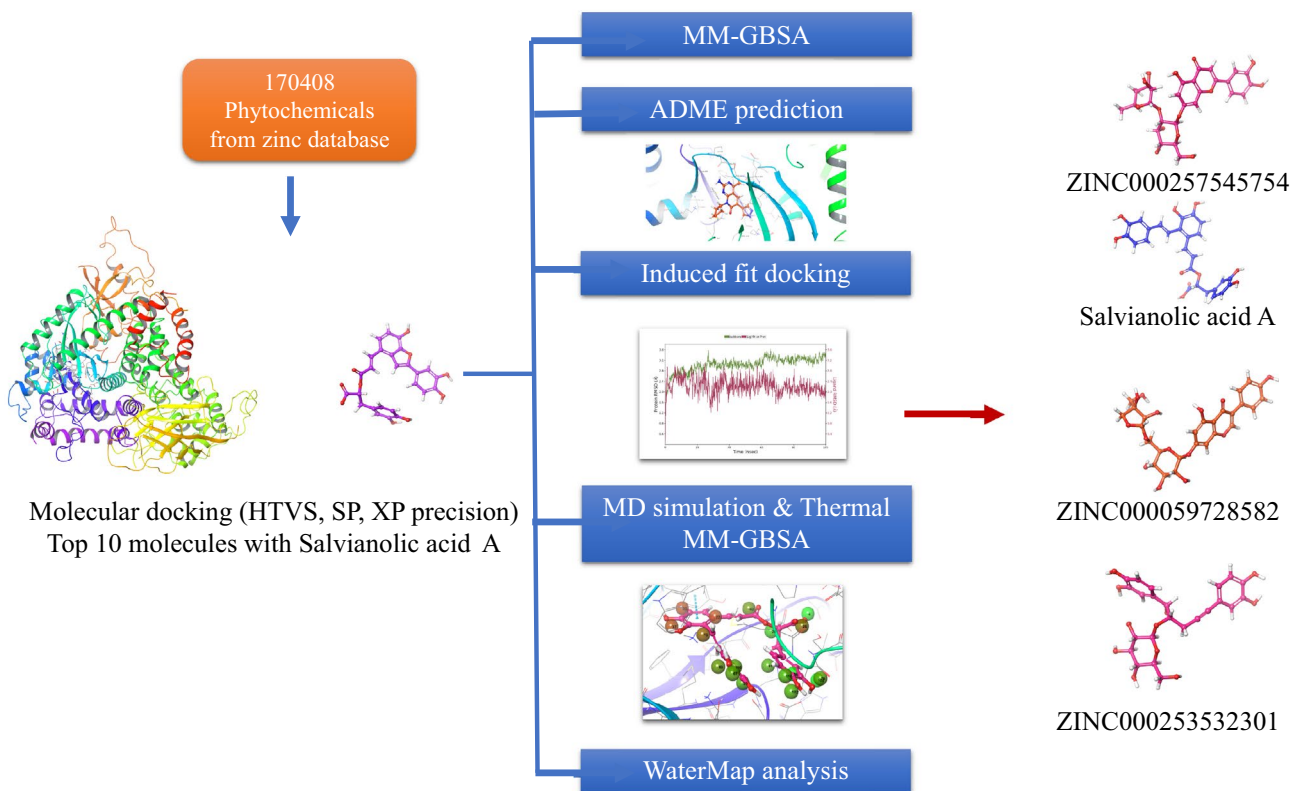 170408
Phytochemicals
from zinc database
Molecular docking (HTVS, SP, XP precision)
Top 10 molecules with Salvianolic acid A
MM-GBSA
ADME prediction
Induced fit docking
MD simulation & Thermal
MM-GBSA
WaterMap analysis
ZINC000257545754
Salvianolic acid A
ZINC000059728582
ZINC000253532301